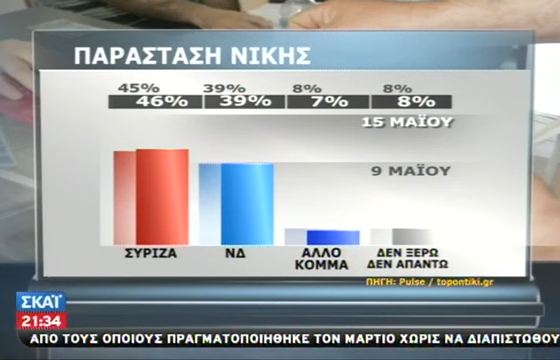 ΠΑΡΑΣΤΑΣΗ ΝΙΚΗΣ
45% 39% 8% 8%
46% 39% 7% 8%
15 ΜΑΪΟΥ
9 ΜΑΪΟΥ
ΣΥΡΙΖΑ ΝΔ ΑΛΛΟ ΚΟΜΜΑ ΔΕΝ ΞΕΡΩ ΔΕΝ ΑΠΑΝΤΩ
ΠΗΓΗ: Pulse / topontiki.gr
ΣΚΑΪ
21:34
ΑΠΟ ΤΟΥΣ ΟΠΟΙΟΥΣ ΠΡΑΓΜΑΤΟΠΟΙΗΘΗΚΕ ΤΟΝ ΜΑΡΤΙΟ ΧΩΡΙΣ ΝΑ ΔΙΑΠΙΣΤΩΘΟΥ